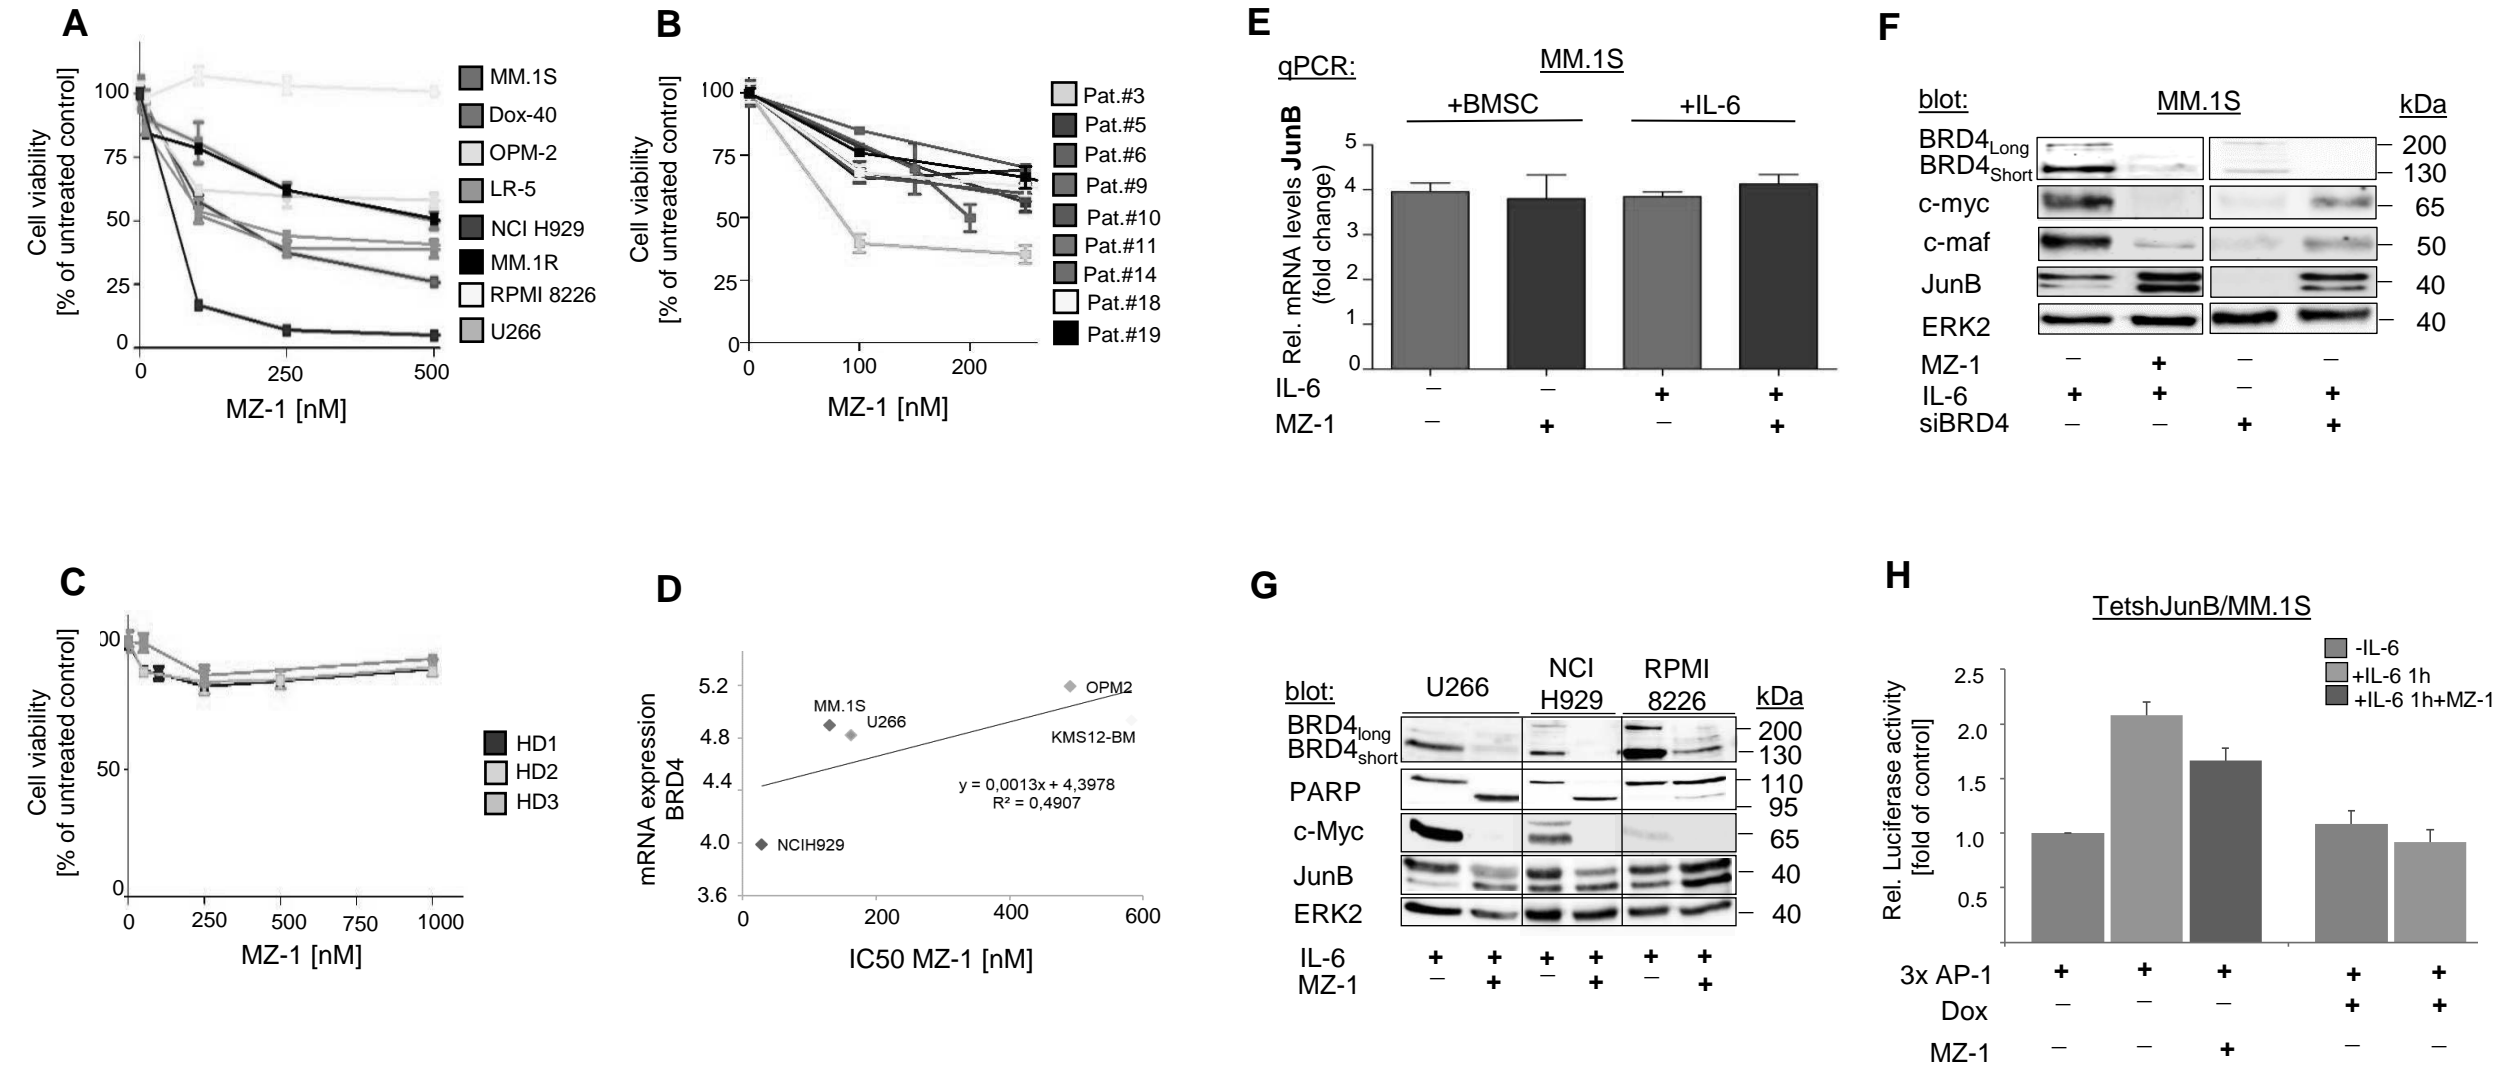 A
Cell viability
[% of untreated control]
100
75
50
25
0
0 250 500
MZ-1 [nM]
MM.1S
Dox-40
OPM-2
LR-5
NCI H929
MM.1R
RPMI 8226
U266
B
Cell viability
[% of untreated control]
100
75
50
25
0
0 100 200
MZ-1 [nM]
Pat.#3
Pat.#5
Pat.#6
Pat.#9
Pat.#10
Pat.#11
Pat.#14
Pat.#18
Pat.#19
E
qPCR: MM.1S
+BMSC +IL-6
Rel. mRNA levels JunB
(fold change)
5
4
3
2
1
0
IL-6 – – + +
MZ-1 – + – +
F
blot: MM.1S kDa
BRD4Long 200
BRD4Short 130
c-myc 65
c-maf 50
JunB 40
ERK2 40
MZ-1 – + – –
IL-6 + + – +
siBRD4 – – + +
C
Cell viability
[% of untreated control]
00
50
0
0 250 500 750 1000
MZ-1 [nM]
HD1
HD2
HD3
D
mRNA expression
BRD4
5.2
4.8
4.4
4.0
3.6
0 200 400 600
IC50 MZ-1 [nM]
OPM2
MM.1S
U266
KMS12-BM
y = 0,0013x + 4,3978
R² = 0,4907
NCIH929
G
blot: U266 NCI H929 RPMI 8226 kDa
BRD4long 200
BRD4short 130
PARP 110
95
c-Myc 65
JunB 40
ERK2 40
IL-6 + + + + + +
MZ-1 – + – + – +
H
TetshJunB/MM.1S
-IL-6
+IL-6 1h
+IL-6 1h+MZ-1
Rel. Luciferase activity
[fold of control]
2.5
2.0
1.5
1.0
0.5
3x AP-1 + + + + +
Dox – – – + +
MZ-1 – – + – –